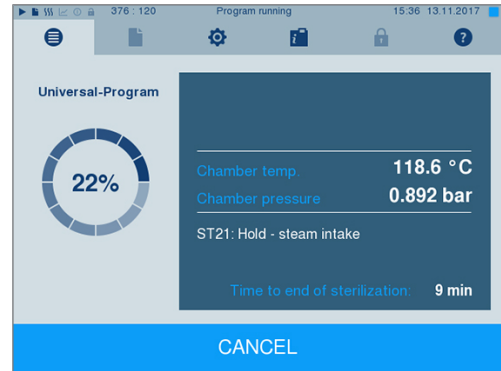 376 : 120 Program running 15:36 13.11.2017
Universal-Program
22%
Chamber temp. 118.6 °C
Chamber pressure 0.892 bar
ST21: Hold - steam intake
Time to end of sterilization: 9 min
CANCEL